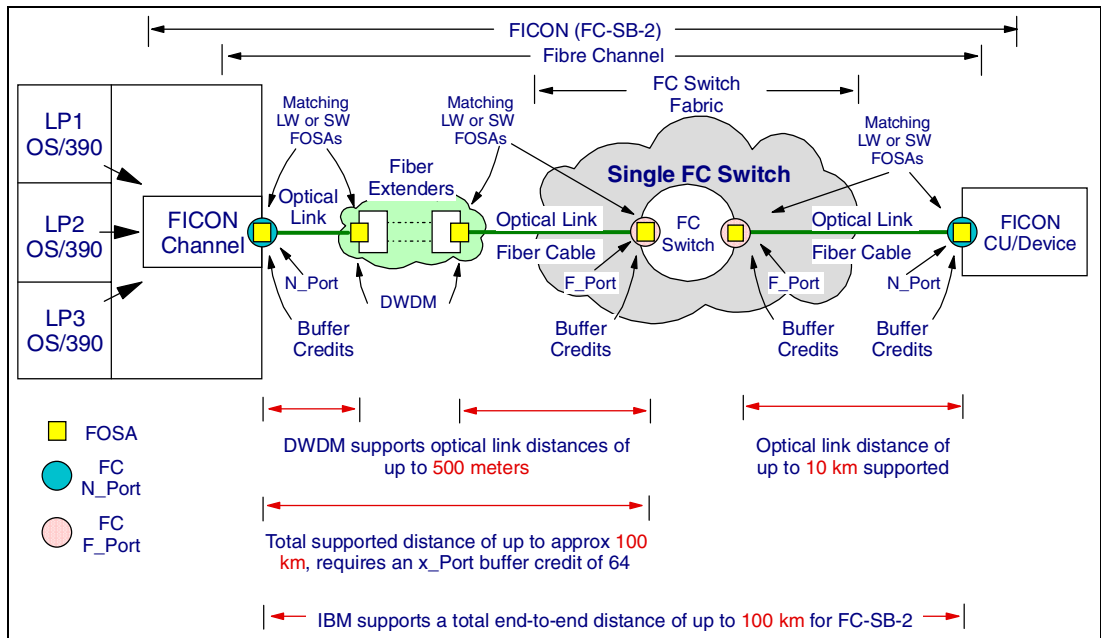 FICON (FC-SB-2)
Fibre Channel
FC Switch
Fabric
LP1
OS/390
LP2
OS/390
LP3
OS/390
FICON
Channel
Matching
LW or SW
FOSAs
Optical
Link
N_Port
Buffer
Credits
Fiber
Extenders
DWDM
Matching
LW or SW
FOSAs
Optical Link
Fiber Cable
Single FC Switch
FC
Switch
F_Port
Buffer
Credits
F_Port
Buffer
Credits
Matching
LW or SW
FOSAs
Optical Link
Fiber Cable
N_Port
Buffer
Credits
FICON
CU/Device
FOSA
FC
N_Port
FC
F_Port
DWDM supports optical link distances of
up to 500 meters
Optical link distance of
up to 10 km supported
Total supported distance of up to approx 100
km, requires an x_Port buffer credit of 64
IBM supports a total end-to-end distance of up to 100 km for FC-SB-2